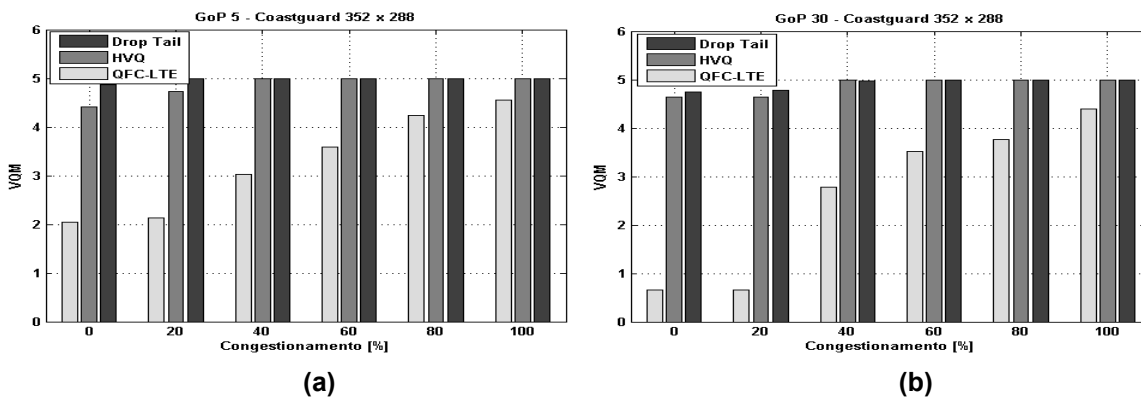 GoP 5 - Coastguard 352 x 288
6
5
4
3
2
1
0
VQM
Drop Tail
HVQ
QFC-LTE
0 20 40 60 80 100
Congestionamento [%]
(a)
GoP 30 - Coastguard 352 x 288
6
5
4
3
2
1
0
VQM
Drop Tail
HVQ
QFC-LTE
0 20 40 60 80 100
Congestionamento [%]
(b)